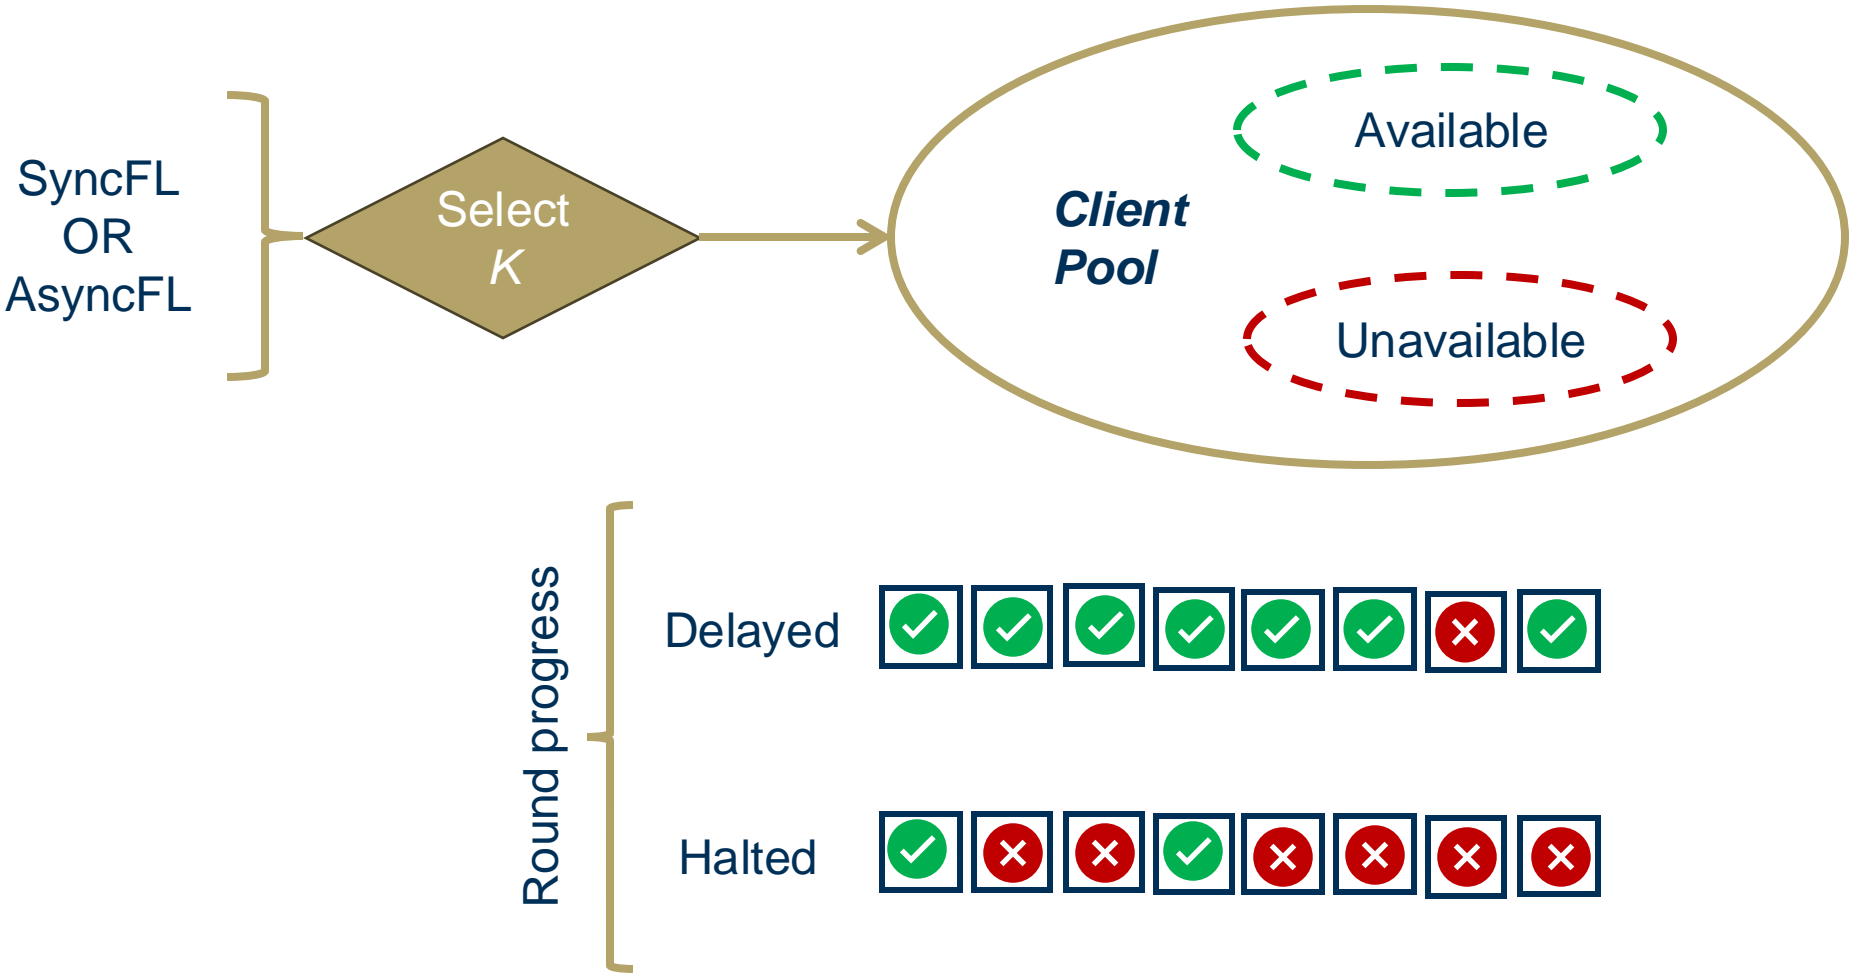 SyncFL
OR
AsyncFL
Select
K
Client
Pool
Available
Unavailable
Round progress
Delayed
Halted